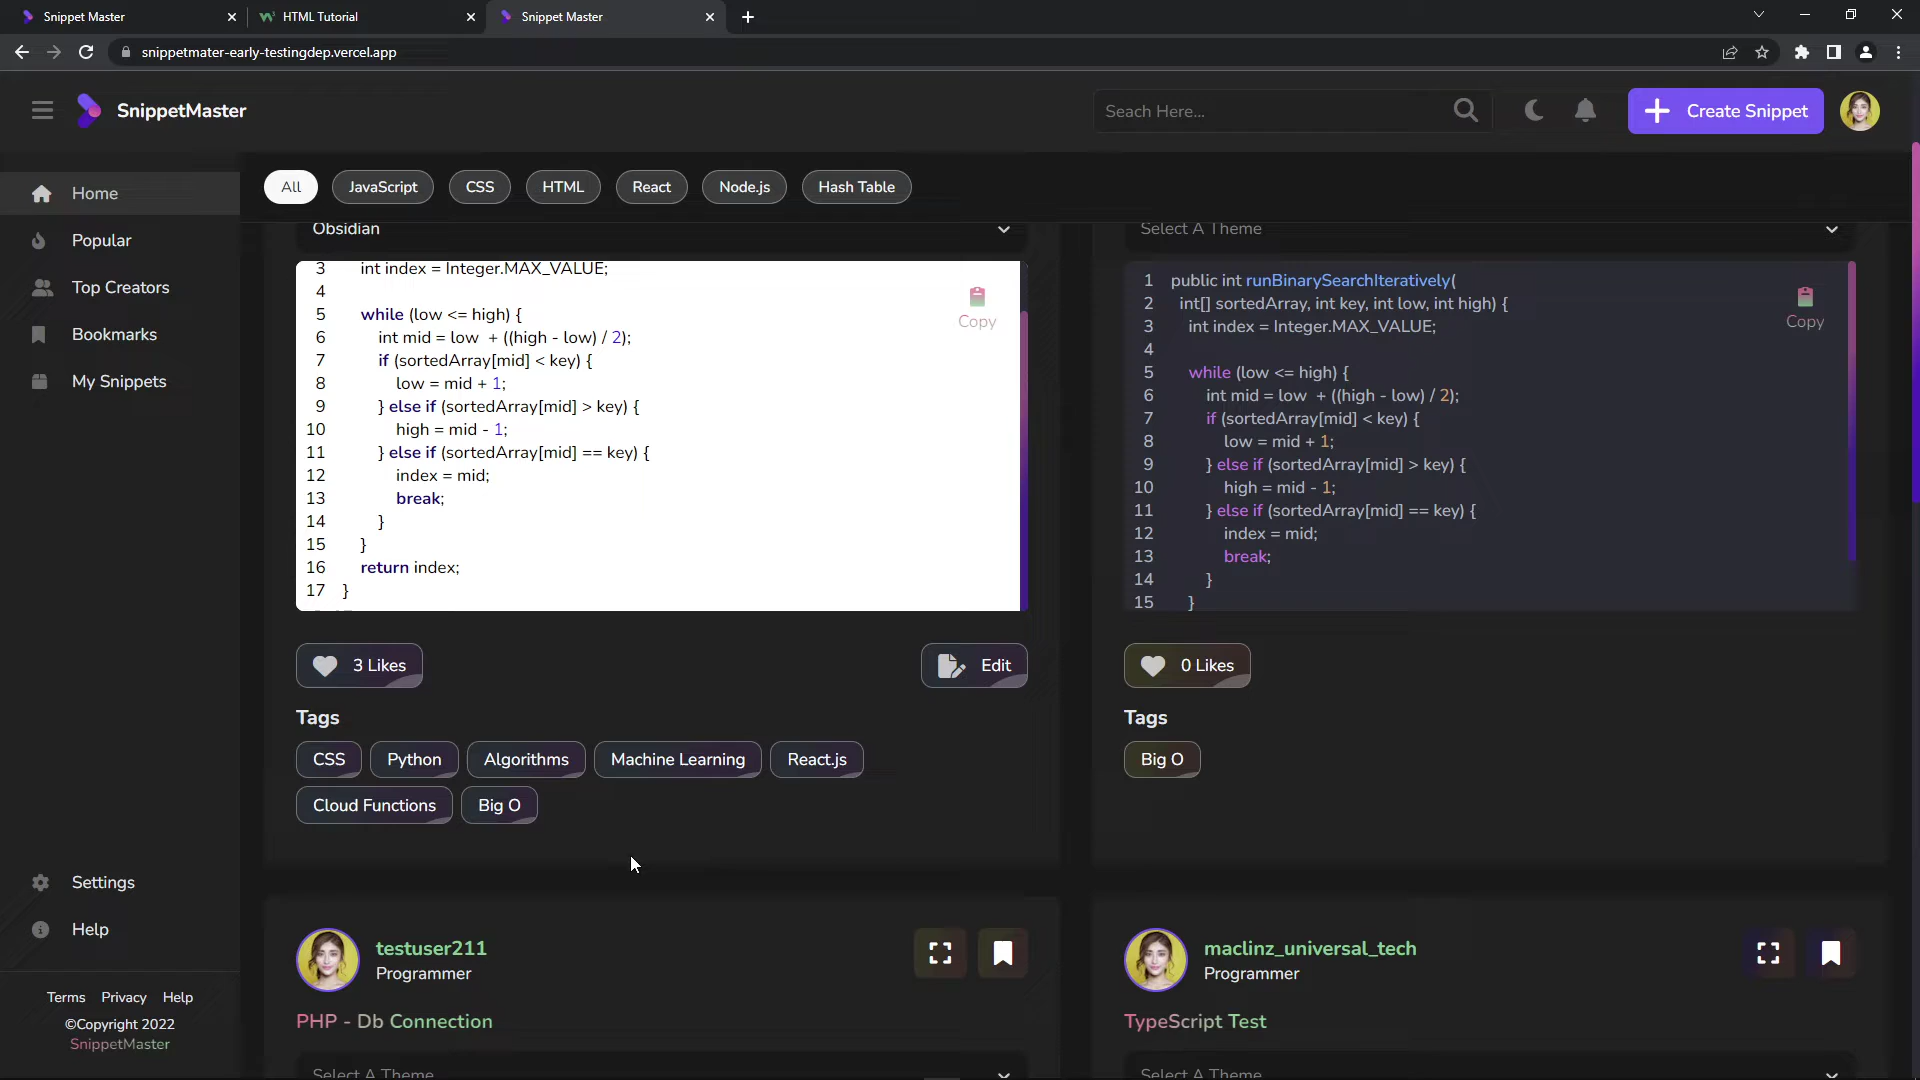 Snippet Master
HTML Tutorial
Snippet Master
snippetmater-early-testingdep.vercel.app
SnippetMaster
Seach Here...
Create Snippet
Home
Popular
Top Creators
Bookmarks
My Snippets
Settings
Help
Terms Privacy Help
©Copyright 2022
SnippetMaster
All JavaScript CSS HTML React Node.js Hash Table
Obsidian
3 int index = Integer.MAX_VALUE;
4
5 while (low <= high) {
6 int mid = low + ((high - low) / 2);
7 if (sortedArray[mid] < key) {
8 low = mid + 1;
9 } else if (sortedArray[mid] > key) {
10 high = mid - 1;
11 } else if (sortedArray[mid] == key) {
12 index = mid;
13 break;
14 }
15 }
16 return index;
17 }
Copy
3 Likes
Edit
Tags
CSS Python Algorithms Machine Learning React.js
Cloud Functions Big O
Select A Theme
1 public int runBinarySearchIteratively(
2 int[] sortedArray, int key, int low, int high) {
3 int index = Integer.MAX_VALUE;
4
5 while (low <= high) {
6 int mid = low + ((high - low) / 2);
7 if (sortedArray[mid] < key) {
8 low = mid + 1;
9 } else if (sortedArray[mid] > key) {
10 high = mid - 1;
11 } else if (sortedArray[mid] == key) {
12 index = mid;
13 break;
14 }
15 }
Copy
0 Likes
Tags
Big O
testuser211
Programmer
PHP - Db Connection
Select A Theme
maclinz_universal_tech
Programmer
TypeScript Test
Select A Theme